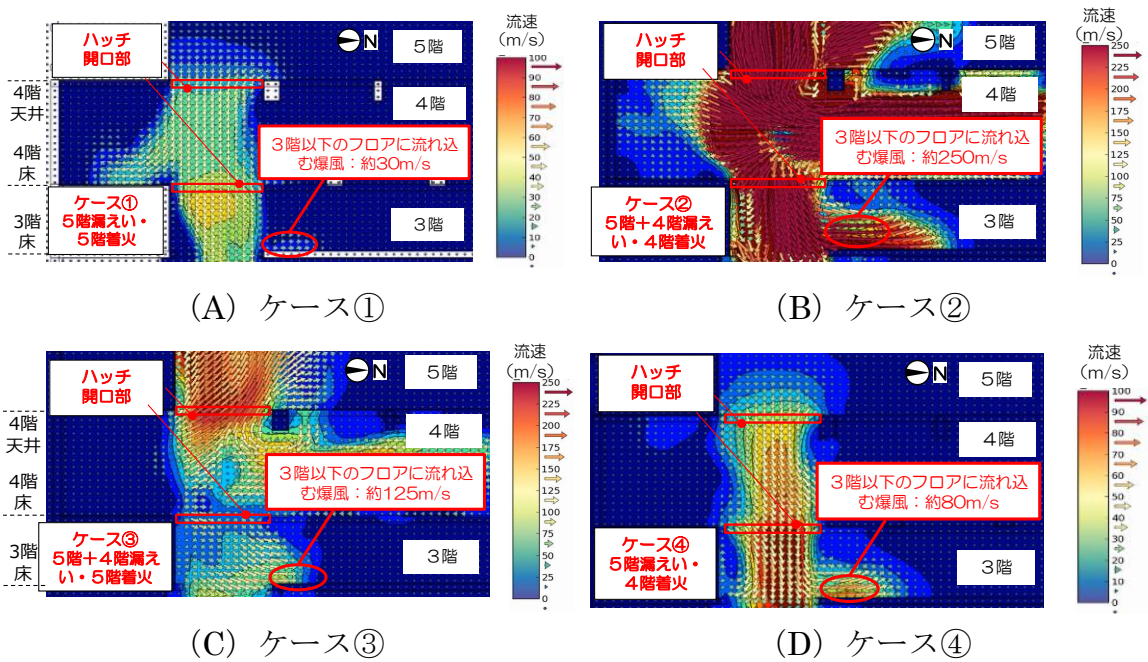 ハッチ
開口部
N
5階
流速
(m/s)
100
90
80
70
60
50
40
30
20
10
0
4階
天井
4階
4階
床
3階以下のフロアに流れ込
む爆風:約30m/s
ケース①
5階漏えい・
5階着火
3階
床
3階
(A) ケース①
ハッチ
開口部
N
5階
流速
(m/s)
250
225
200
175
150
125
100
75
50
25
0
4階
3階以下のフロアに流れ込
む爆風:約250m/s
ケース②
5階+4階漏え
い・4階着火
3階
(B) ケース②
ハッチ
開口部
N
5階
流速
(m/s)
250
225
200
175
150
125
100
75
50
25
0
4階
天井
4階
4階
床
3階以下のフロアに流れ込
む爆風:約125m/s
ケース③
5階+4階漏え
い・5階着火
3階
床
3階
(C) ケース③
ハッチ
開口部
N
5階
流速
(m/s)
100
90
80
70
60
50
40
30
20
10
0
4階
3階以下のフロアに流れ込
む爆風:約80m/s
ケース④
5階漏えい・
4階着火
3階
(D) ケース④